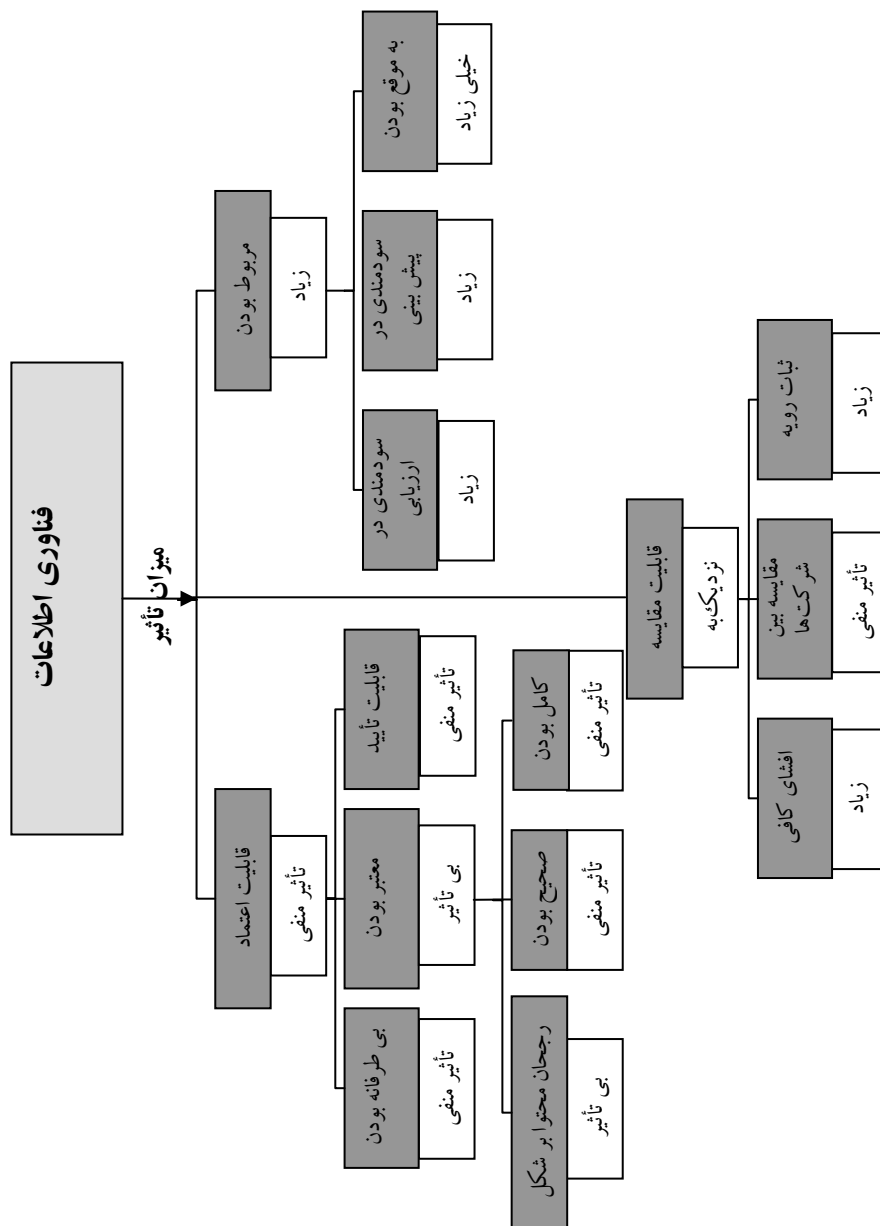 فناوری اطلاعات
میزان تأثیر
مربوط بودن
زیاد
به موقع بودن
خیلی زیاد
سودمندی در
پیش بینی
زیاد
سودمندی در
ارزیابی
زیاد
قابلیت مقایسه
نزدیک‌به
ثبات رویه
زیاد
مقایسه بین
شرکت‌ها
تأثیر منفی
افشای کافی
زیاد
قابلیت اعتماد
تأثیر منفی
قابلیت تأیید
تأثیر منفی
معتبر بودن
بی تأثیر
بی طرفانه بودن
تأثیر منفی
کامل بودن
تأثیر منفی
صحیح بودن
تأثیر منفی
رجحان محتوا بر شکل
بی تأثیر